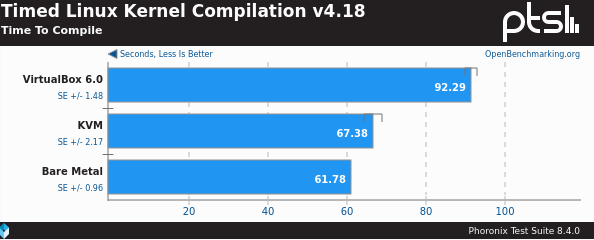 Timed Linux Kernel Compilation v4.18
Time To Compile
ptsl
Seconds, Less Is Better
OpenBenchmarking.org
VirtualBox 6.0
SE +/- 1.48
92.29
KVM
SE +/- 2.17
67.38
Bare Metal
SE +/- 0.96
61.78
20 40 60 80 100
Phoronix Test Suite 8.4.0